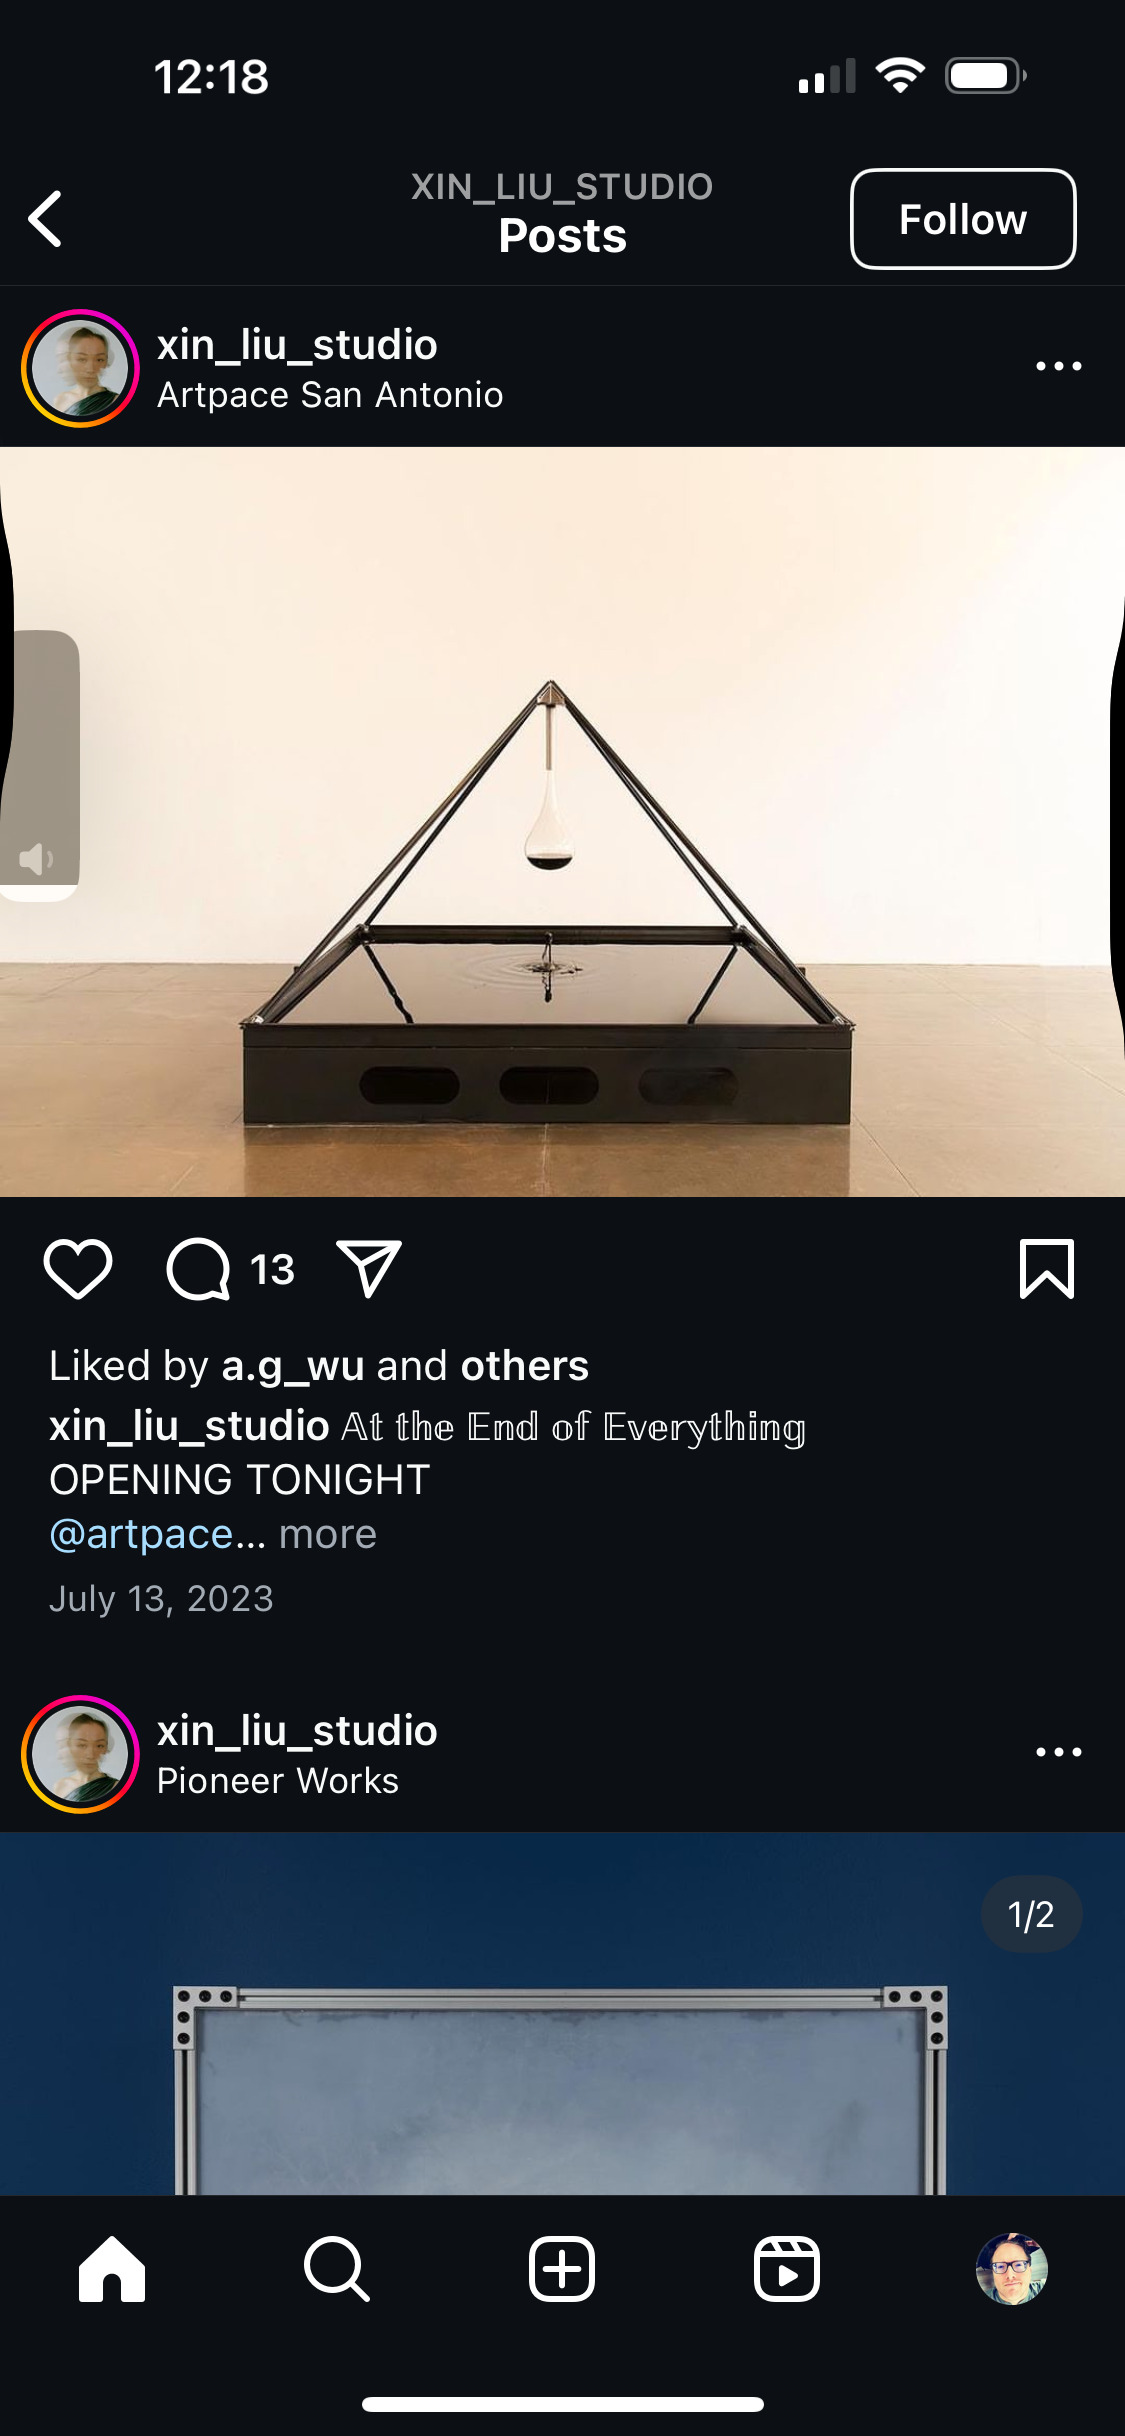 12:18
XIN_LIU_STUDIO
Posts
Follow
xin_liu_studio
Artpace San Antonio
13
Liked by a.g_wu and others
xin_liu_studio 𝔸𝕥 𝕥𝕙𝕖 𝔼𝕟𝕕 𝕠𝕗 𝔼𝕧𝕖𝕣𝕪𝕥𝕙𝕚𝕟𝕘
OPENING TONIGHT
@artpace... more
July 13, 2023
xin_liu_studio
Pioneer Works
1/2